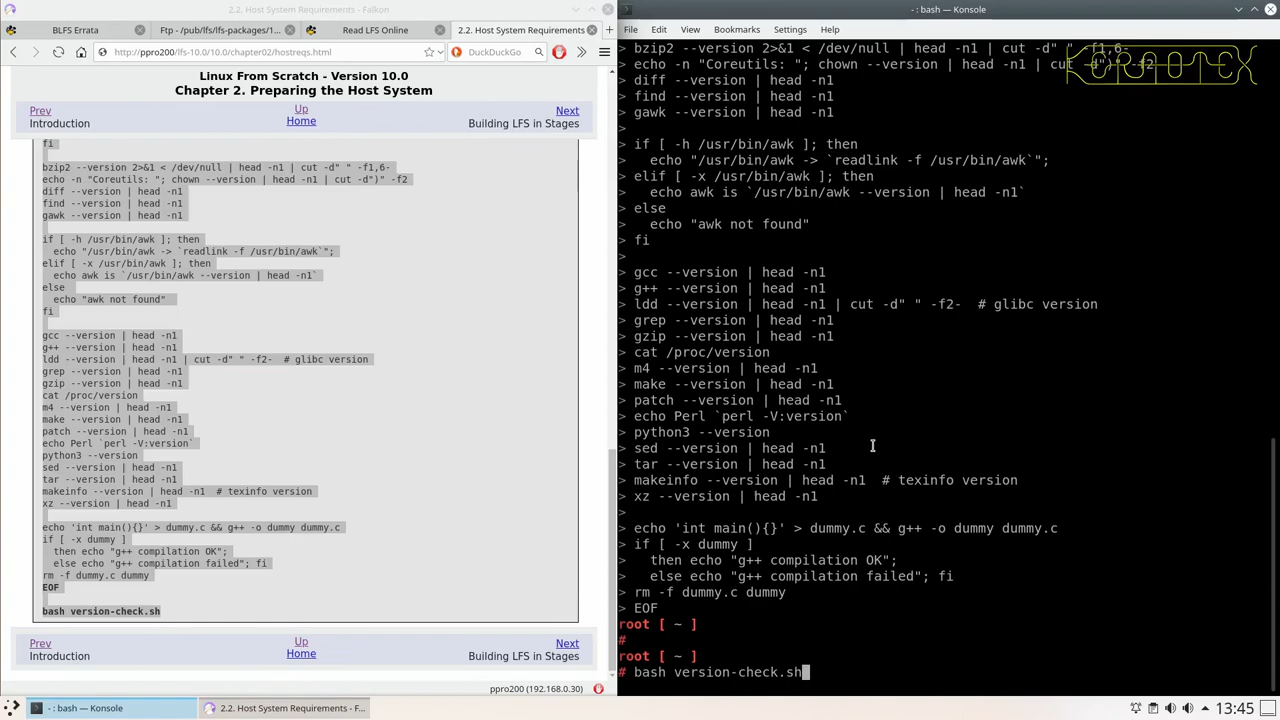 2.2. Host System Requirements - Falkon
BLFS Errata
Ftp - /pub/lfs/lfs-packages/1...
Read LFS Online
2.2. Host System Requirements
http://ppro200/lfs-10.0/10.0/chapter02/hostreqs.html
DuckDuckGo
Linux From Scratch - Version 10.0
Chapter 2. Preparing the Host System
Prev
Up
Next
Introduction
Home
Building LFS in Stages
fi
bzip2 --version 2>&1 < /dev/null | head -n1 | cut -d" " -f1,6-
echo -n "Coreutils: "; chown --version | head -n1 | cut -d")" -f2
diff --version | head -n1
find --version | head -n1
gawk --version | head -n1
if [ -h /usr/bin/awk ]; then
echo "/usr/bin/awk -> `readlink -f /usr/bin/awk`";
elif [ -x /usr/bin/awk ]; then
echo awk is `/usr/bin/awk --version | head -n1`
else
echo "awk not found"
fi
gcc --version | head -n1
g++ --version | head -n1
ldd --version | head -n1 | cut -d" " -f2-  # glibc version
grep --version | head -n1
gzip --version | head -n1
cat /proc/version
m4 --version | head -n1
make --version | head -n1
patch --version | head -n1
echo Perl `perl -V:version`
python3 --version
sed --version | head -n1
tar --version | head -n1
makeinfo --version | head -n1  # texinfo version
xz --version | head -n1
echo 'int main(){}' > dummy.c && g++ -o dummy dummy.c
if [ -x dummy ]
then echo "g++ compilation OK";
else echo "g++ compilation failed"; fi
rm -f dummy.c dummy
EOF
bash version-check.sh
Prev
Up
Next
Introduction
Home
Building LFS in Stages
ppro200 (192.168.0.30)
- : bash — Konsole
File Edit View Bookmarks Settings Help
> bzip2 --version 2>&1 < /dev/null | head -n1 | cut -d" " -f1,6-
> echo -n "Coreutils: "; chown --version | head -n1 | cut -d")" -f2
> diff --version | head -n1
> find --version | head -n1
> gawk --version | head -n1
>
> if [ -h /usr/bin/awk ]; then
>   echo "/usr/bin/awk -> `readlink -f /usr/bin/awk`";
> elif [ -x /usr/bin/awk ]; then
>   echo awk is `/usr/bin/awk --version | head -n1`
> else
>   echo "awk not found"
> fi
>
> gcc --version | head -n1
> g++ --version | head -n1
> ldd --version | head -n1 | cut -d" " -f2-  # glibc version
> grep --version | head -n1
> gzip --version | head -n1
> cat /proc/version
> m4 --version | head -n1
> make --version | head -n1
> patch --version | head -n1
> echo Perl `perl -V:version`
> python3 --version
> sed --version | head -n1
> tar --version | head -n1
> makeinfo --version | head -n1  # texinfo version
> xz --version | head -n1
>
> echo 'int main(){}' > dummy.c && g++ -o dummy dummy.c
> if [ -x dummy ]
>   then echo "g++ compilation OK";
>   else echo "g++ compilation failed"; fi
> rm -f dummy.c dummy
> EOF
root [ ~ ]
#
root [ ~ ]
# bash version-check.sh
- : bash — Konsole
2.2. Host System Requirements - F...
13:45